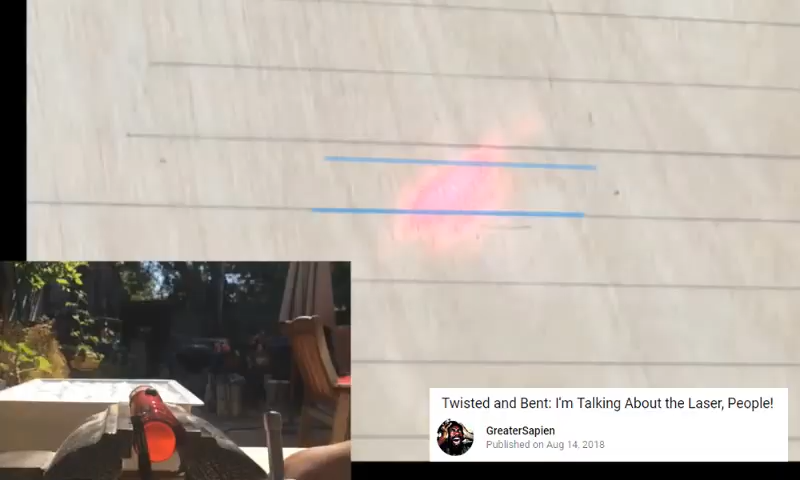 Twisted and Bent: I'm Talking About the Laser, People!
GreaterSapien
Published on Aug 14, 2018